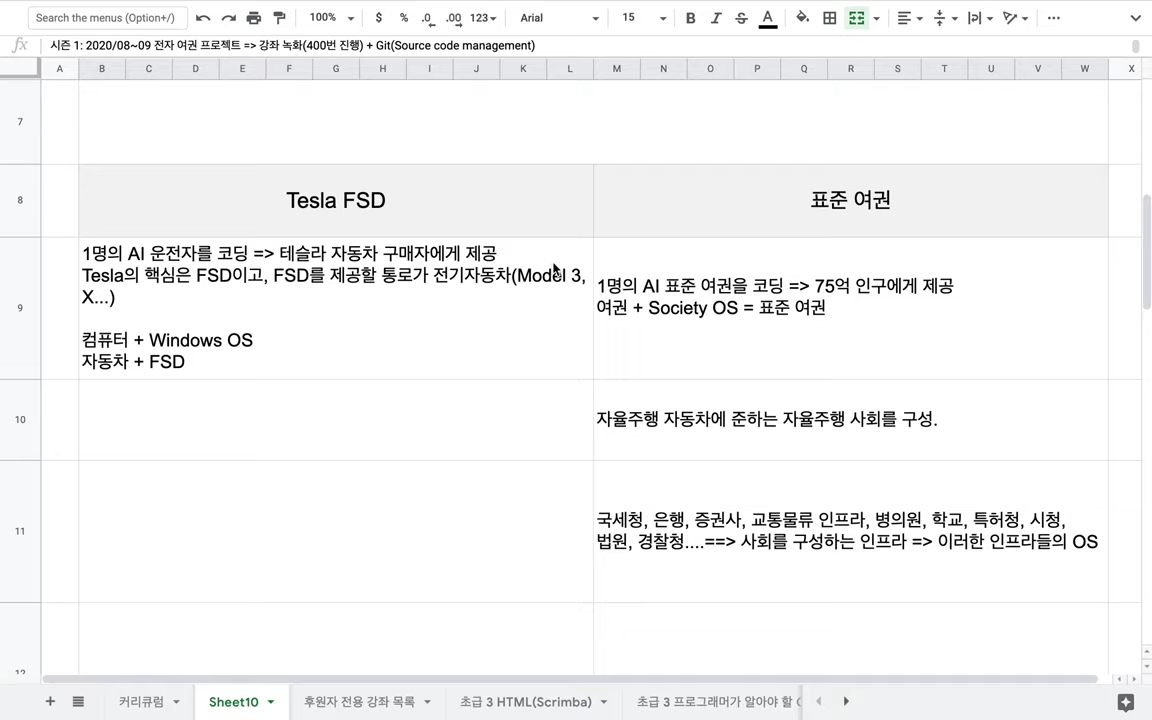 Search the menus (Option+/)
100%
$ % .0 .00 123
Arial
15
B I S A
fx
시즌 1: 2020/08~09 전자 여권 프로젝트 => 강좌 녹화(400번 진행) + Git(Source code management)
A B C D E F G H I J K L M N O P Q R S T U V W X
7
8
Tesla FSD
표준 여권
9
1명의 AI 운전자를 코딩 => 테슬라 자동차 구매자에게 제공
Tesla의 핵심은 FSD이고, FSD를 제공할 통로가 전기자동차(Model 3,
X...)
컴퓨터 + Windows OS
자동차 + FSD
1명의 AI 표준 여권을 코딩 => 75억 인구에게 제공
여권 + Society OS = 표준 여권
10
자율주행 자동차에 준하는 자율주행 사회를 구성.
11
국세청, 은행, 증권사, 교통물류 인프라, 병의원, 학교, 특허청, 시청,
법원, 경찰청....==> 사회를 구성하는 인프라 => 이러한 인프라들의 OS
12
커리큘럼
Sheet10
후원자 전용 강좌 목록
초급 3 HTML(Scrimba)
초급 3 프로그래머가 알아야 할